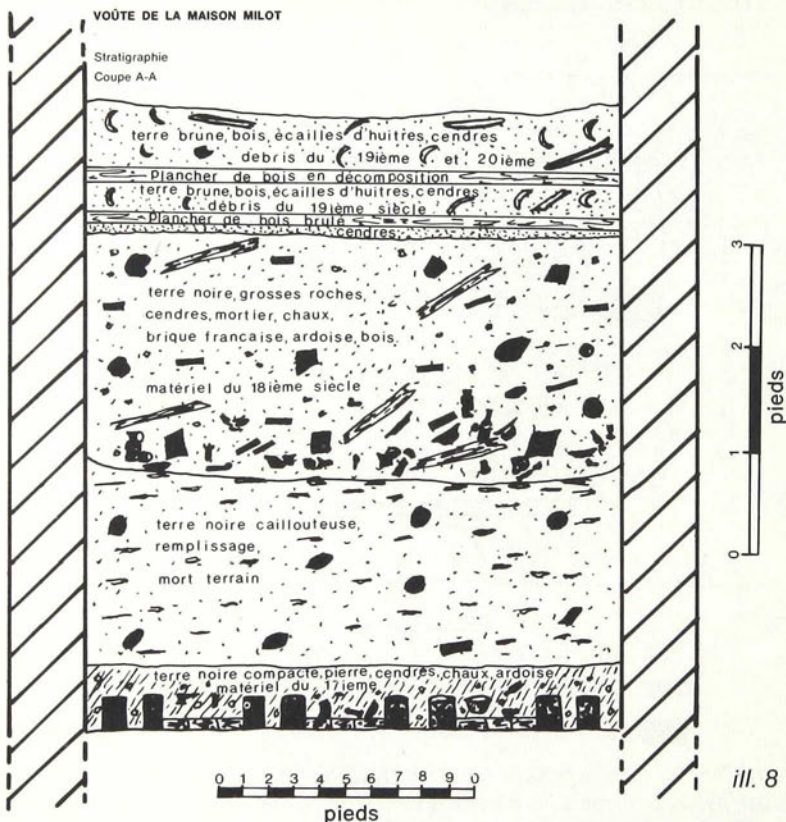 VOÛTE DE LA MAISON MILOT
Stratigraphie
Coupe A-A
terre brune, bois, ècailles d'huitres, cendres
debris du 19ième et 20ième
Plancher de bois en décomposition
terre brune, bois, écailles d'huîtres, cendres
débris du 19ième siècle
Plancher de bois brulé
cendres
terre noire, grosses roches,
cendres, mortier, chaux,
brique francaise, ardoise, bois.
matériel du 18ième siècle
terre noire caillouteuse,
remplissage,
mort terrain
terre noire compacte, pierre, cendres, chaux, ardoise
matériel du 17ieme
3
2
1
0
pieds
0 1 2 3 4 5 6 7 8 9 0
pieds
ill. 8